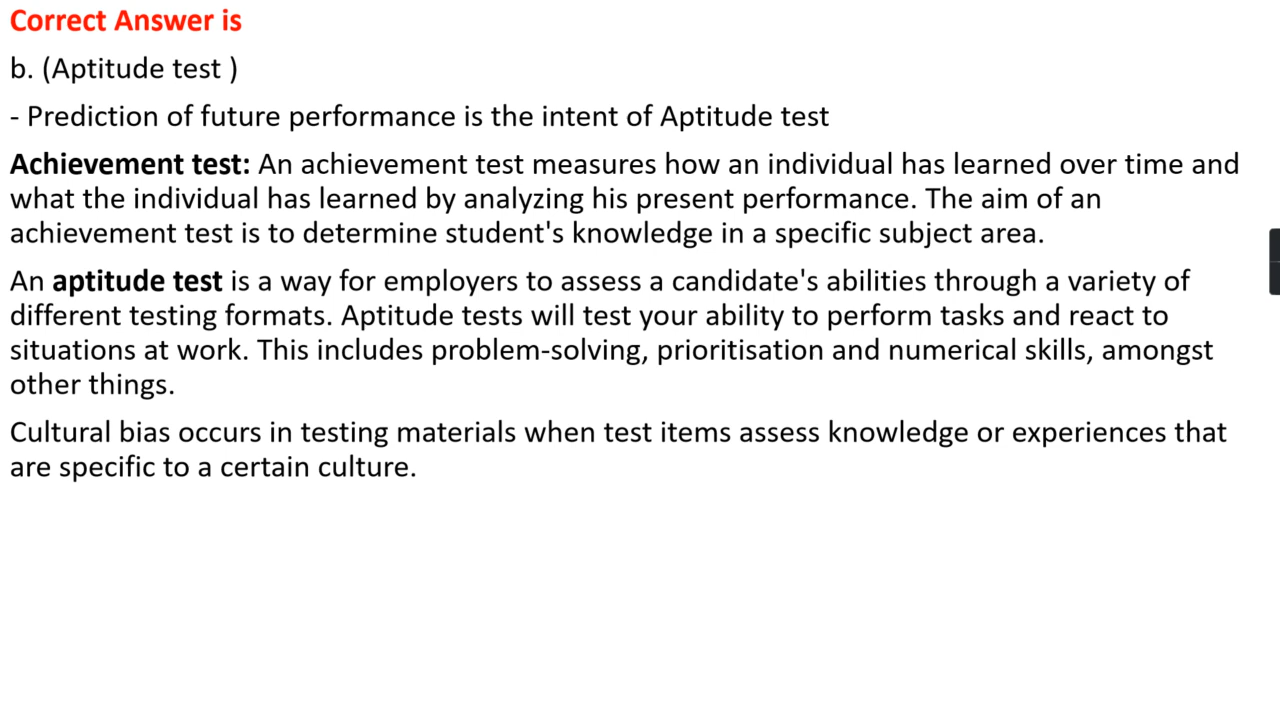 Correct Answer is
b. (Aptitude test )
- Prediction of future performance is the intent of Aptitude test
Achievement test: An achievement test measures how an individual has learned over time and
what the individual has learned by analyzing his present performance. The aim of an
achievement test is to determine student's knowledge in a specific subject area.
An aptitude test is a way for employers to assess a candidate's abilities through a variety of
different testing formats. Aptitude tests will test your ability to perform tasks and react to
situations at work. This includes problem-solving, prioritisation and numerical skills, amongst
other things.
Cultural bias occurs in testing materials when test items assess knowledge or experiences that
are specific to a certain culture.